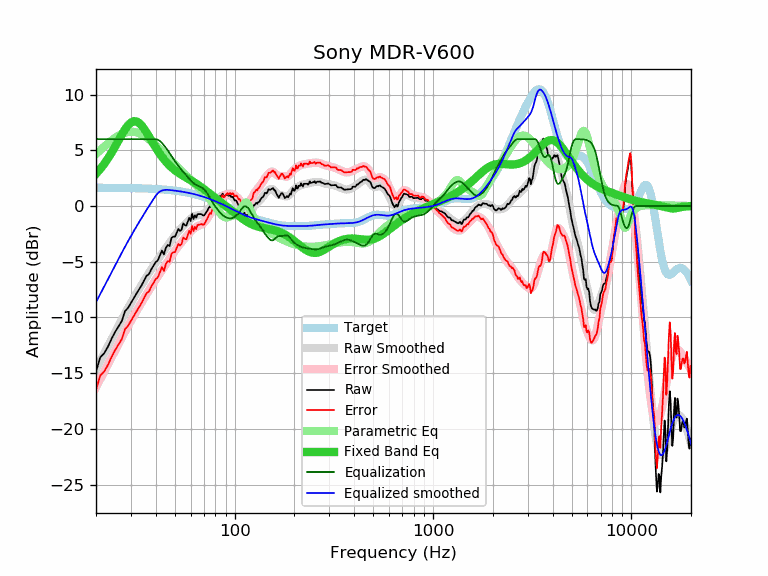 Sony MDR-V600
Amplitude (dBr)
10
5
0
−5
−10
−15
−20
−25
Target
Raw Smoothed
Error Smoothed
Raw
Error
Parametric Eq
Fixed Band Eq
Equalization
Equalized smoothed
100
1000
10000
Frequency (Hz)